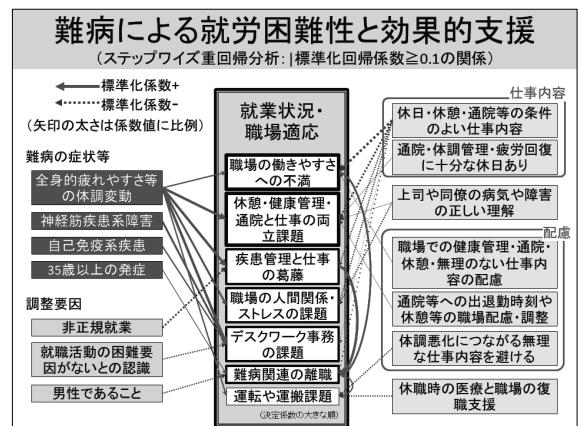 難病による就労困難性と効果的支援
（ステップワイズ重回帰分析：|標準化回帰係数≧0.1の関係）
標準化係数+
標準化係数-
（矢印の太さは係数値に比例）
難病の症状等
全身的疲れやすさ等
の体調変動
神経筋疾患系障害
自己免疫系疾患
35歳以上の発症
調整要因
非正規就業
就職活動の困難要
因がないとの認識
男性であること
就業状況・
職場適応
職場の働きやすさ
への不満
休憩・健康管理・
通院と仕事の両
立課題
疾患管理と仕事
の葛藤
職場の人間関係・
ストレスの課題
デスクワーク事務
の課題
難病関連の離職
運転や運搬課題
（決定係数の大きな順）
仕事内容
休日・休憩・通院等の条件
のよい仕事内容
通院・体調管理・疲労回復
に十分な休日あり
上司や同僚の病気や障害
の正しい理解
配慮
職場での健康管理・通院・
休憩・無理のない仕事内
容の配慮
通院等への出退勤時刻や
休憩等の職場配慮・調整
体調悪化につながる無理
な仕事内容を避ける
休職時の医療と職場の復
職支援